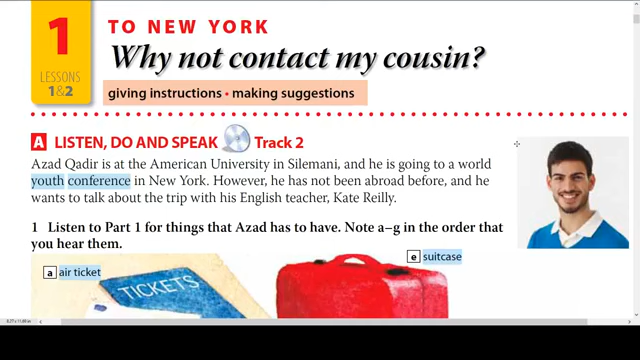 1
LESSONS
1&2
TO NEW YORK
Why not contact my cousin?
giving instructions • making suggestions
A LISTEN, DO AND SPEAK Track 2
Azad Qadir is at the American University in Silemani, and he is going to a world
youth conference in New York. However, he has not been abroad before, and he
wants to talk about the trip with his English teacher, Kate Reilly.
1 Listen to Part 1 for things that Azad has to have. Note a–g in the order that
you hear them.
e suitcase
a air ticket
TICKETS